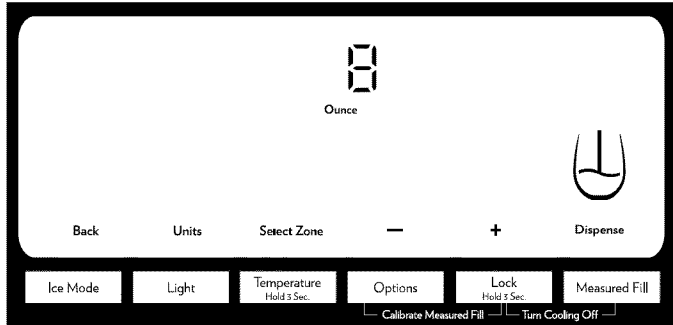 8
Ounce
Back Units Select Zone — + Dispense
Ice Mode Light Temperature Options Lock Measured Fill
Hold 3 Sec. Hold 3 Sec.
Calibrate Measured Fill Turn Cooling Off